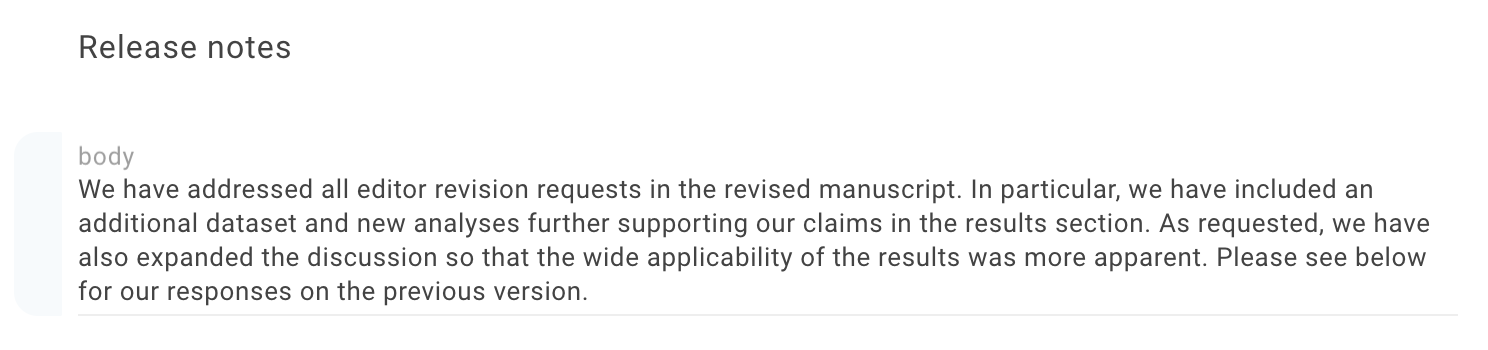 Release notes
body
We have addressed all editor revision requests in the revised manuscript. In particular, we have included an
additional dataset and new analyses further supporting our claims in the results section. As requested, we have
also expanded the discussion so that the wide applicability of the results was more apparent. Please see below
for our responses on the previous version.